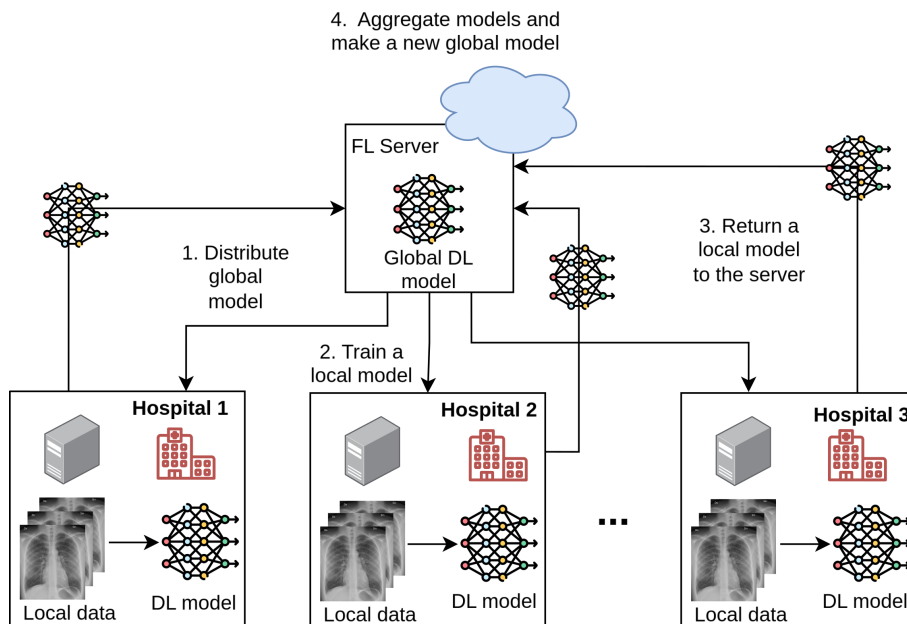 4. Aggregate models and
make a new global model
FL Server
Global DL
model
1. Distribute
global
model
3. Return a
local model
to the server
2. Train a
local model
Hospital 1
Local data
DL model
Hospital 2
Local data
DL model
...
Hospital 3
Local data
DL model